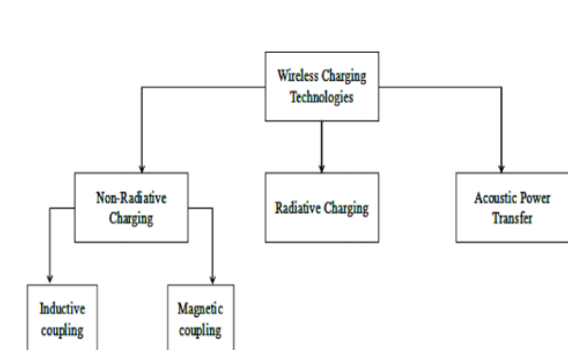 Wireless Charging
Technologies
Non-Radiative
Charging
Radiative Charging
Acoustic Power
Transfer
Inductive
coupling
Magnetic
coupling